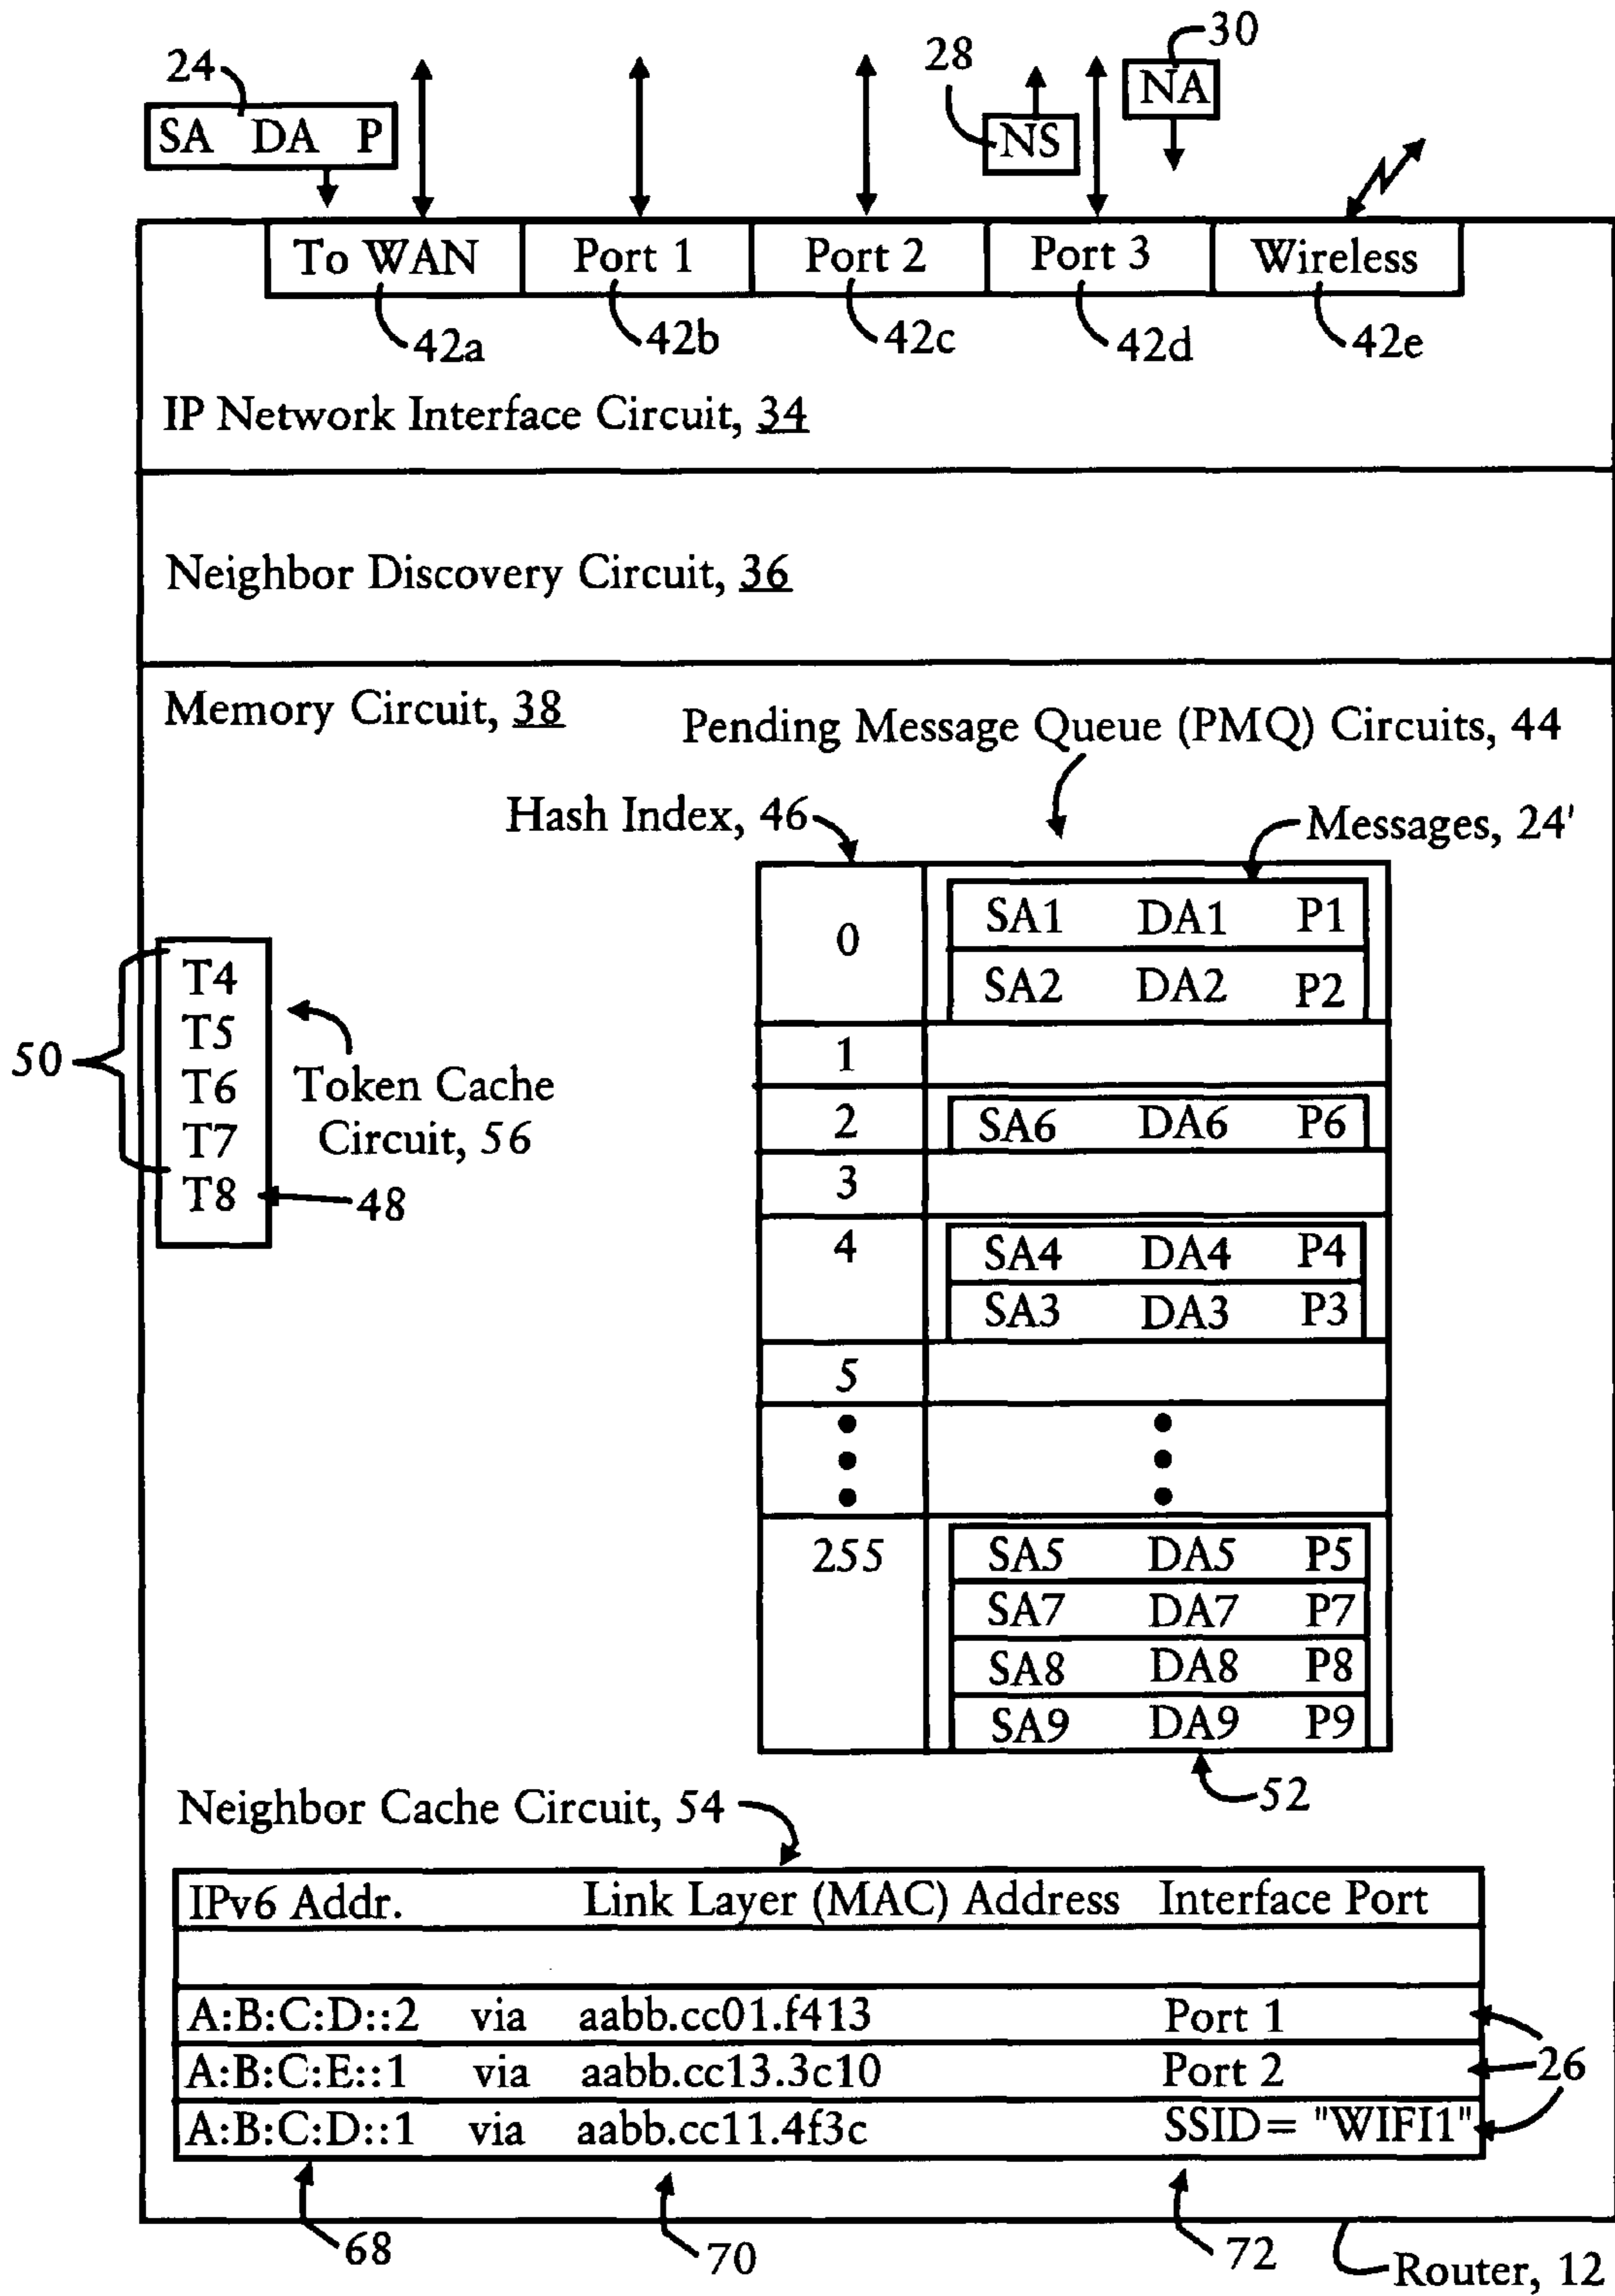 30
24
28
NA
SA DA P
NS
To WAN Port 1 Port 2 Port 3 Wireless
42a 42b 42c 42d 42e
IP Network Interface Circuit, 34
Neighbor Discovery Circuit, 36
Memory Circuit, 38
Pending Message Queue (PMQ) Circuits, 44
Hash Index, 46
Messages, 24'
0
SA1 DA1 P1
SA2 DA2 P2
1
2 SA6 DA6 P6
3
4 SA4 DA4 P4
SA3 DA3 P3
5
255 SA5 DA5 P5
SA7 DA7 P7
SA8 DA8 P8
SA9 DA9 P9
52
50
T4
T5
T6
T7
T8
48
Token Cache
Circuit, 56
Neighbor Cache Circuit, 54
IPv6 Addr. Link Layer (MAC) Address Interface Port
A:B:C:D::2 via aabb.cc01.f413 Port 1
A:B:C:E::1 via aabb.cc13.3c10 Port 2
A:B:C:D::1 via aabb.cc11.4f3c SSID= "WIFI1"
26
68 70 72
Router, 12